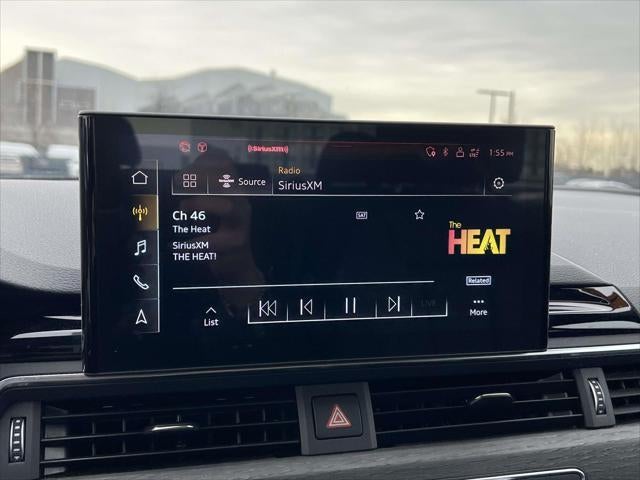 ((SiriusXM))
1:55 PM
Radio
Source
SiriusXM
Ch 46
SAT
The Heat
The
HEAT
SiriusXM
THE HEAT!
Related
LIVE
List
More